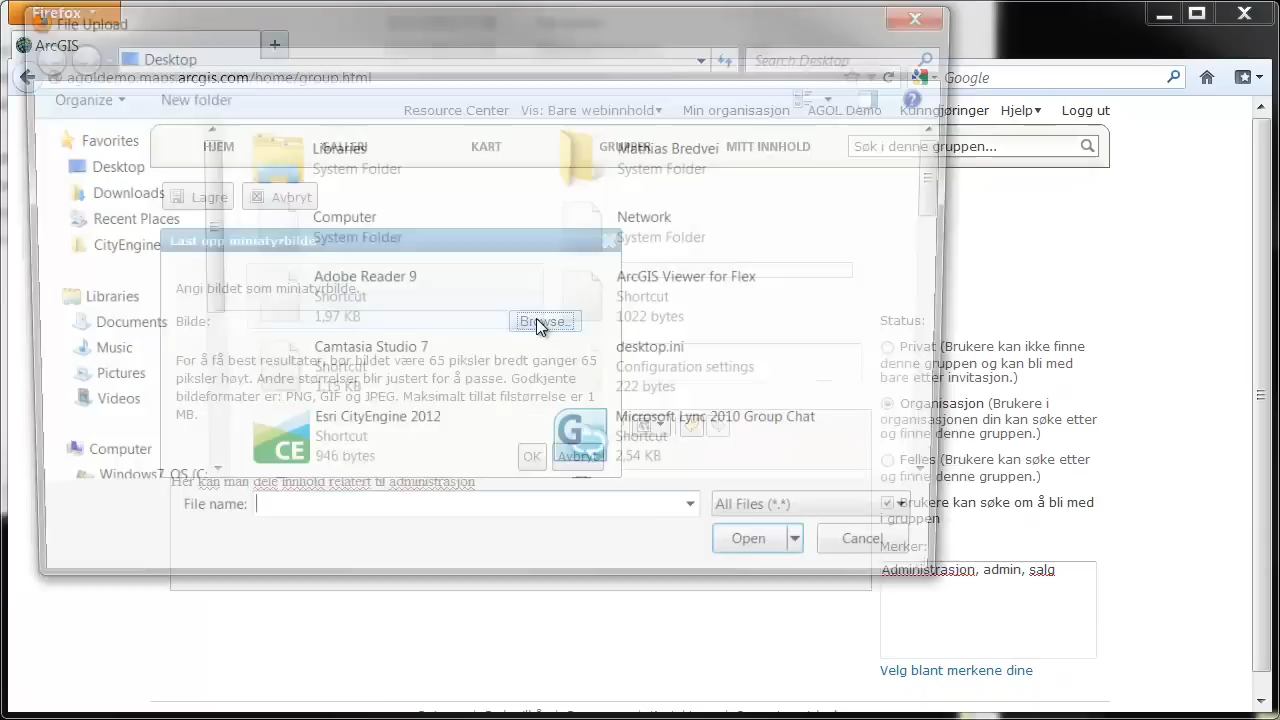 Firefox
File Upload
ArcGIS
Desktop
Search Desktop
agoldemo.maps.arcgis.com/home/group.html
Google
Organize
New folder
Resource Center
Vis: Bare webinnhold
Min organisasjon
AGOL Demo
Kunngjøringer
Hjelp
Logg ut
HJEM
GALLERI
KART
GRUPPER
MITT INNHOLD
Søk i denne gruppen...
Favorites
Desktop
Downloads
Recent Places
CityEngine
Libraries
Documents
Music
Pictures
Videos
Computer
Windows7_OS (C:
Libraries
System Folder
Mathias Bredvei
System Folder
Computer
System Folder
Network
System Folder
Adobe Reader 9
Shortcut
1,97 KB
ArcGIS Viewer for Flex
Shortcut
1022 bytes
Camtasia Studio 7
Shortcut
1,15 KB
desktop.ini
Configuration settings
222 bytes
Esri CityEngine 2012
Shortcut
946 bytes
Microsoft Lync 2010 Group Chat
Shortcut
2,54 KB
Lagre
Avbryt
Last opp miniatyrbilde
Angi bildet som miniatyrbilde.
Bilde:
Browse...
For å få best resultater, bør bildet være 65 piksler bredt ganger 65
piksler høyt. Andre størrelser blir justert for å passe. Godkjente
bildeformater er: PNG, GIF og JPEG. Maksimalt tillat filstørrelse er 1
MB.
OK
Avbryt
Her kan man dele innhold relatert til administrasjon
File name:
All Files (*.*)
Open
Cancel
Status:
Privat (Brukere kan ikke finne
denne gruppen og kan bli med
bare etter invitasjon.)
Organisasjon (Brukere i
organisasjonen din kan søke etter
og finne denne gruppen.)
Felles (Brukere kan søke etter
og finne denne gruppen.)
Brukere kan søke om å bli med
i gruppen
Merker:
Administrasjon, admin, salg
Velg blant merkene dine